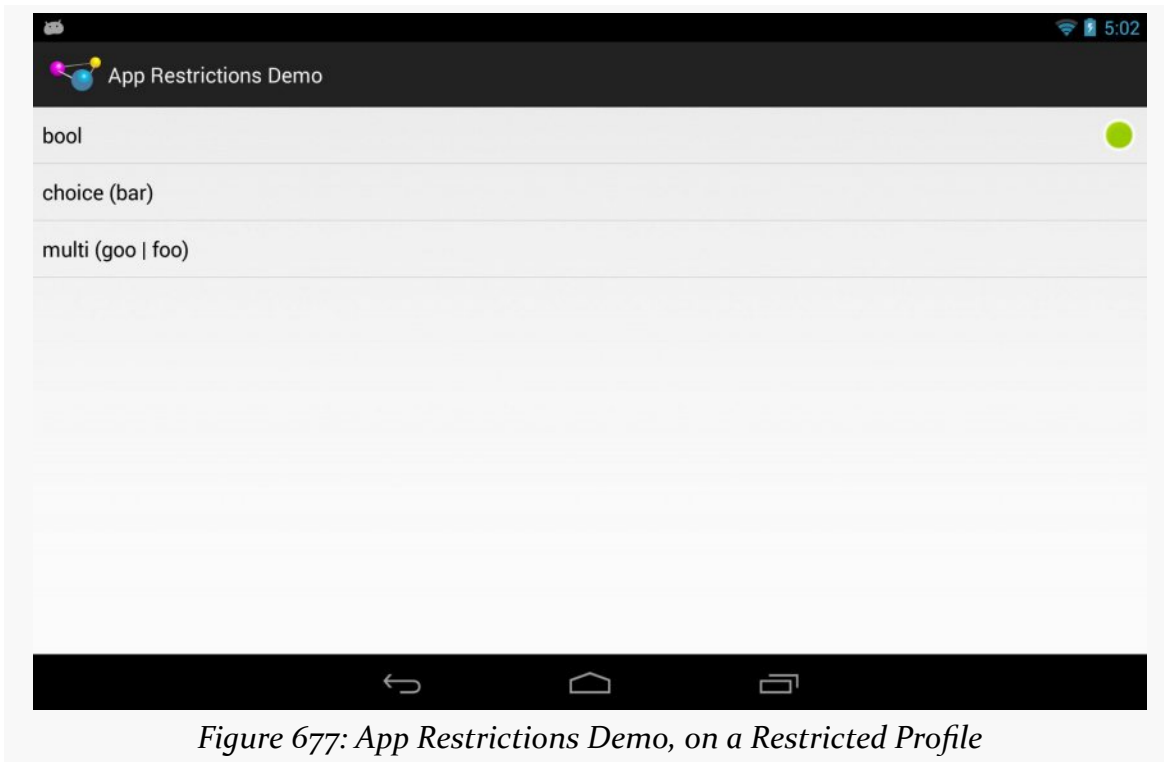 5:02
App Restrictions Demo
bool
choice (bar)
multi (goo | foo)
Figure 677: App Restrictions Demo, on a Restricted Profile